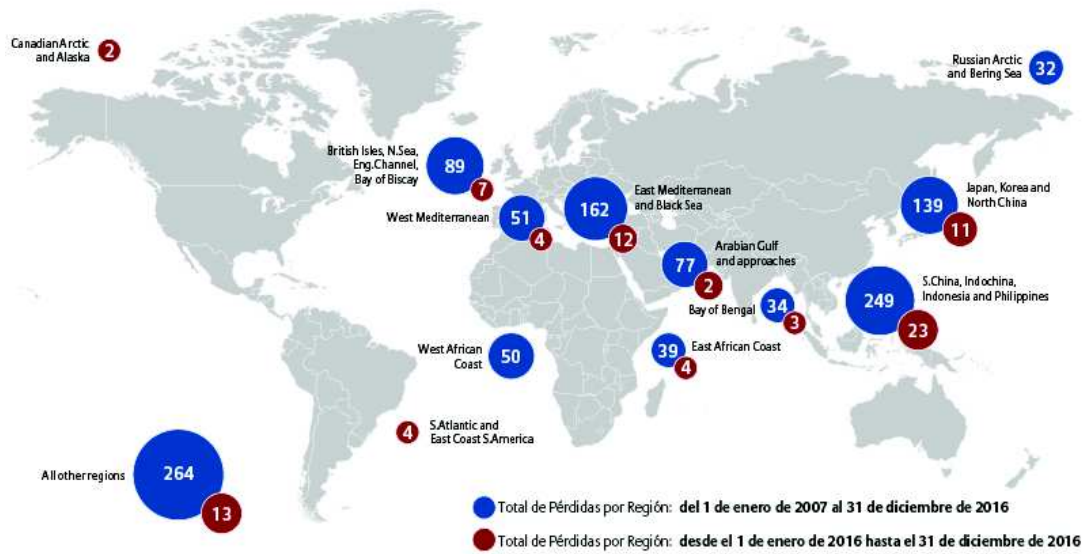 Canadian Arctic
and Alaska
2
Russian Arctic
and Bering Sea
32
British Isles, N.Sea,
Eng.Channel,
Bay of Biscay
89
7
West Mediterranean
51
4
162
12
East Mediterranean
and Black Sea
139
11
Japan, Korea and
North China
77
2
Arabian Gulf
and approaches
Bay of Bengal
34
3
249
23
S.China, Indochina,
Indonesia and Philippines
West African
Coast
50
39
4
East African Coast
4
S.Atlantic and
East Coast S.America
All other regions
264
13
Total de Pérdidas por Región: del 1 de enero de 2007 al 31 de diciembre de 2016
Total de Pérdidas por Región: desde el 1 de enero de 2016 hasta el 31 de diciembre de 2016